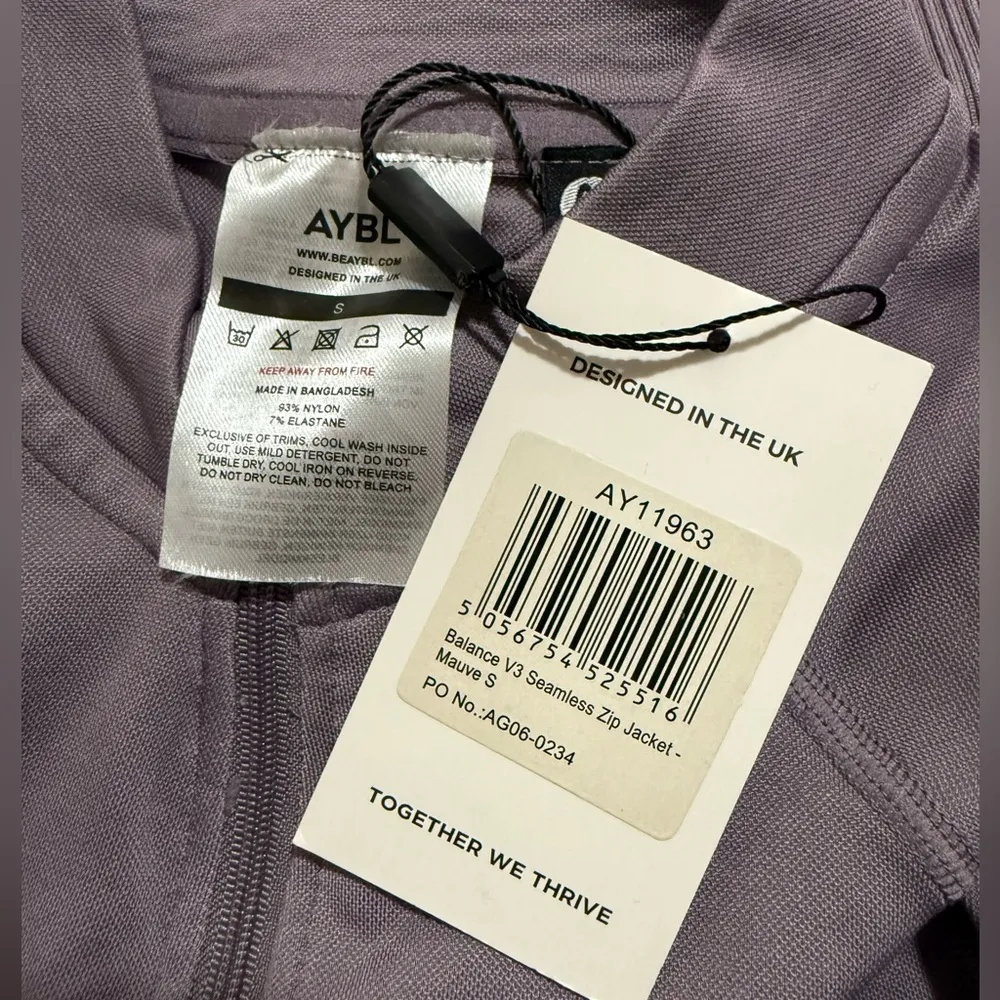 AYBL
WWW.BEAYBL.COM
DESIGNED IN THE UK
S
30
KEEP AWAY FROM FIRE
MADE IN BANGLADESH
93% NYLON
7% ELASTANE
EXCLUSIVE OF TRIMS, COOL WASH INSIDE
OUT, USE MILD DETERGENT, DO NOT
TUMBLE DRY, COOL IRON ON REVERSE.
DO NOT DRY CLEAN, DO NOT BLEACH
DESIGNED IN THE UK
AY11963
5 056754 525516
Balance V3 Seamless Zip Jacket -
Mauve S
PO No.:AG06-0234
TOGETHER WE THRIVE